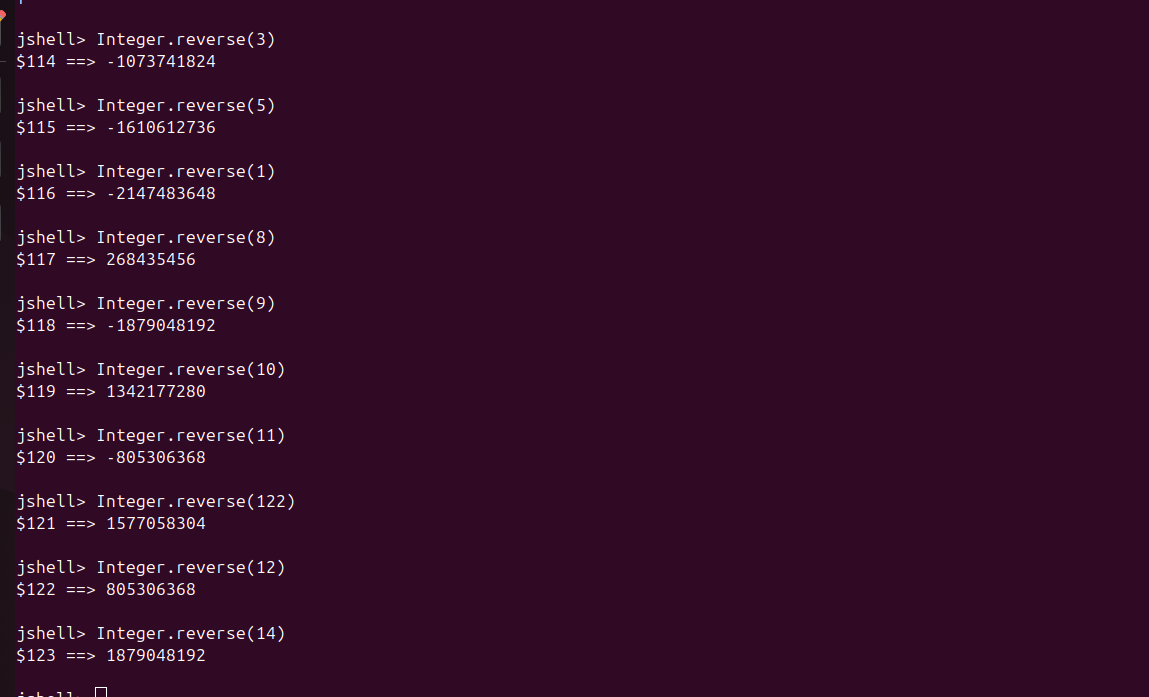 jshell> Integer.reverse(3)
$114 ==> -1073741824
jshell> Integer.reverse(5)
$115 ==> -1610612736
jshell> Integer.reverse(1)
$116 ==> -2147483648
jshell> Integer.reverse(8)
$117 ==> 268435456
jshell> Integer.reverse(9)
$118 ==> -1879048192
jshell> Integer.reverse(10)
$119 ==> 1342177280
jshell> Integer.reverse(11)
$120 ==> -805306368
jshell> Integer.reverse(122)
$121 ==> 1577058304
jshell> Integer.reverse(12)
$122 ==> 805306368
jshell> Integer.reverse(14)
$123 ==> 1879048192
jshell>